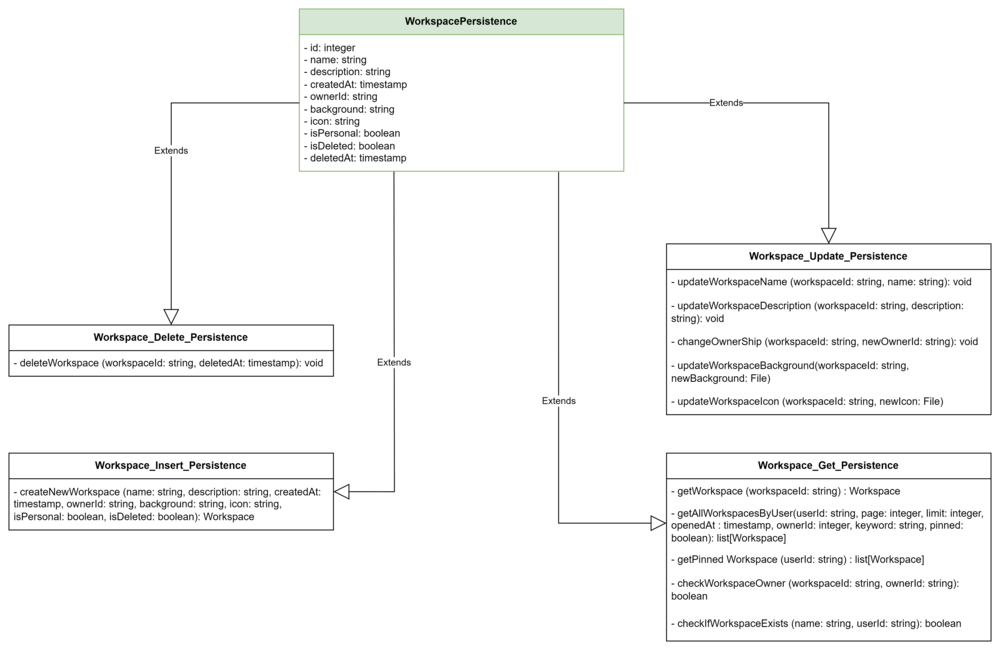 WorkspacePersistence
- id: integer
- name: string
- description: string
- createdAt: timestamp
- ownerId: string
- background: string
- icon: string
- isPersonal: boolean
- isDeleted: boolean
- deletedAt: timestamp
Extends
Extends
Extends
Extends
Workspace_Delete_Persistence
- deleteWorkspace (workspaceId: string, deletedAt: timestamp): void
Workspace_Insert_Persistence
- createNewWorkspace (name: string, description: string, createdAt:
timestamp, ownerId: string, background: string, icon: string,
isPersonal: boolean, isDeleted: boolean): Workspace
Workspace_Update_Persistence
- updateWorkspaceName (workspaceId: string, name: string): void
- updateWorkspaceDescription (workspaceId: string, description:
string): void
- changeOwnerShip (workspaceId: string, newOwnerId: string): void
- updateWorkspaceBackground(workspaceId: string,
newBackground: File)
- updateWorkspaceIcon (workspaceId: string, newIcon: File)
Workspace_Get_Persistence
- getWorkspace (workspaceId: string) : Workspace
- getAllWorkspacesByUser(userId: string, page: integer, limit: integer,
openedAt : timestamp, ownerId: integer, keyword: string, pinned:
boolean): list[Workspace]
- getPinned Workspace (userId: string) : list[Workspace]
- checkWorkspaceOwner (workspaceId: string, ownerId: string):
boolean
- checkIfWorkspaceExists (name: string, userId: string): boolean